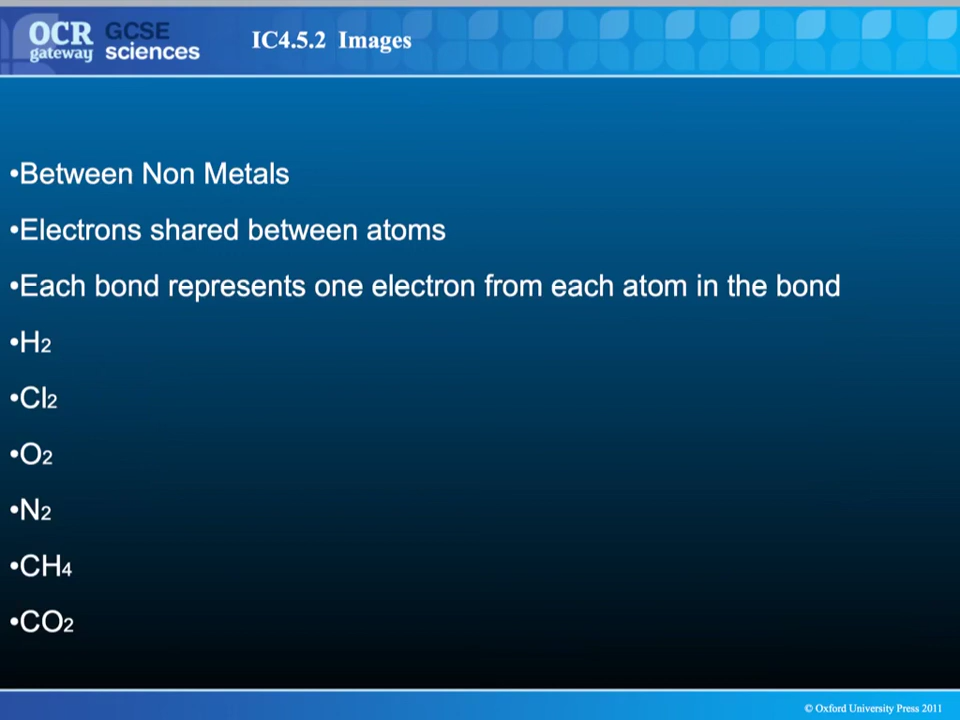 OCR GCSE
gateway sciences
IC4.5.2 Images
•Between Non Metals
•Electrons shared between atoms
•Each bond represents one electron from each atom in the bond
•H2
•Cl2
•O2
•N2
•CH4
•CO2
© Oxford University Press 2011